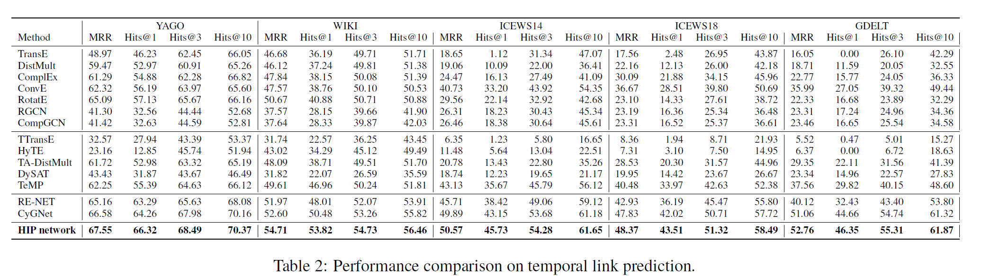 YAGO WIKI ICEWS14 ICEWS18 GDELT
Method MRR Hits@1 Hits@3 Hits@10 MRR Hits@1 Hits@3 Hits@10 MRR Hits@1 Hits@3 Hits@10 MRR Hits@1 Hits@3 Hits@10 MRR Hits@1 Hits@3 Hits@10
TransE 48.97 46.23 62.45 66.05 46.68 36.19 49.71 51.71 18.65 1.12 31.34 47.07 17.56 2.48 26.95 43.87 16.05 0.00 26.10 42.29
DistMult 59.47 52.97 60.91 65.26 46.12 37.24 49.81 51.38 19.06 10.09 22.00 36.41 22.16 12.13 26.00 42.18 18.71 11.59 20.05 32.55
ComplEx 61.29 54.88 62.28 66.82 47.84 38.15 50.08 51.39 24.47 16.13 27.49 41.09 30.09 21.88 34.15 45.96 22.77 15.77 24.05 36.33
ConvE 62.32 56.19 63.97 65.60 47.57 38.76 50.10 50.53 40.73 33.20 43.92 54.35 36.67 28.51 39.80 50.69 35.99 27.05 39.32 49.44
RotatE 65.09 57.13 65.67 66.16 50.67 40.88 50.71 50.88 29.56 22.14 32.92 42.68 23.10 14.33 27.61 38.72 22.33 16.68 23.89 32.29
RGCN 41.30 32.56 44.44 52.68 37.57 28.15 39.66 41.90 26.31 18.23 30.43 45.34 23.19 16.36 25.34 36.48 23.31 17.24 24.96 34.36
CompGCN 41.42 32.63 44.59 52.81 37.64 28.33 39.87 42.03 26.46 18.38 30.64 45.61 23.31 16.52 25.37 36.61 23.46 16.65 25.54 34.58
TTransE 32.57 27.94 43.39 53.37 31.74 22.57 36.25 43.45 6.35 1.23 5.80 16.65 8.36 1.94 8.71 21.93 5.52 0.47 5.01 15.27
HyTE 23.16 12.85 45.74 51.94 43.02 34.29 45.12 49.49 11.48 5.64 13.04 22.51 7.31 3.10 7.50 14.95 6.37 0.00 6.72 18.63
TA-DistMult 61.72 52.98 63.32 65.19 48.09 38.71 49.51 51.70 20.78 13.43 22.80 35.26 28.53 20.30 31.57 44.96 29.35 22.11 31.56 41.39
DySAT 43.43 31.87 43.67 46.49 31.82 22.07 26.59 35.59 18.74 12.23 19.65 21.17 19.95 14.42 23.67 26.67 23.34 14.96 22.57 27.83
TeMP 62.25 55.39 64.63 66.12 49.61 46.96 50.24 51.81 43.13 35.67 45.79 56.12 40.48 33.97 42.63 52.38 37.56 29.82 40.15 48.60
RE-NET 65.16 63.29 65.63 68.08 51.97 48.01 52.07 53.91 45.71 38.42 49.06 59.12 42.93 36.19 45.47 55.80 40.12 32.43 43.40 53.80
CyGNet 66.58 64.26 67.98 70.16 52.60 50.48 53.26 55.82 49.89 43.15 53.68 61.18 47.83 42.02 50.71 57.72 51.06 44.66 54.74 61.32
HIP network 67.55 66.32 68.49 70.37 54.71 53.82 54.73 56.46 50.57 45.73 54.28 61.65 48.37 43.51 51.32 58.49 52.76 46.35 55.31 61.87
Table 2: Performance comparison on temporal link prediction.